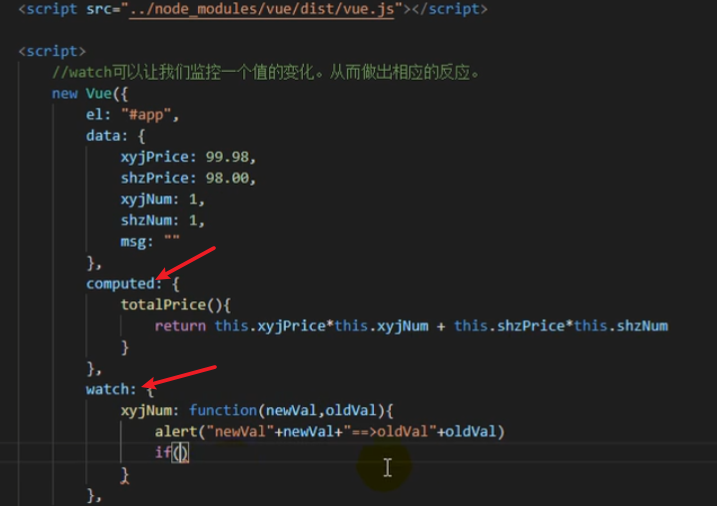 <script src="../node_modules/vue/dist/vue.js"></script>
<script>
//watch可以让我们监控一个值的变化。从而做出相应的反应。
new Vue({
el: "#app",
data: {
xyjPrice: 99.98,
shzPrice: 98.00,
xyjNum: 1,
shzNum: 1,
msg: ""
},
computed: {
totalPrice(){
return this.xyjPrice*this.xyjNum + this.shzPrice*this.shzNum
}
},
watch: {
xyjNum: function(newVal,oldVal){
alert("newVal"+newVal+"==>oldVal"+oldVal)
if()
}
},